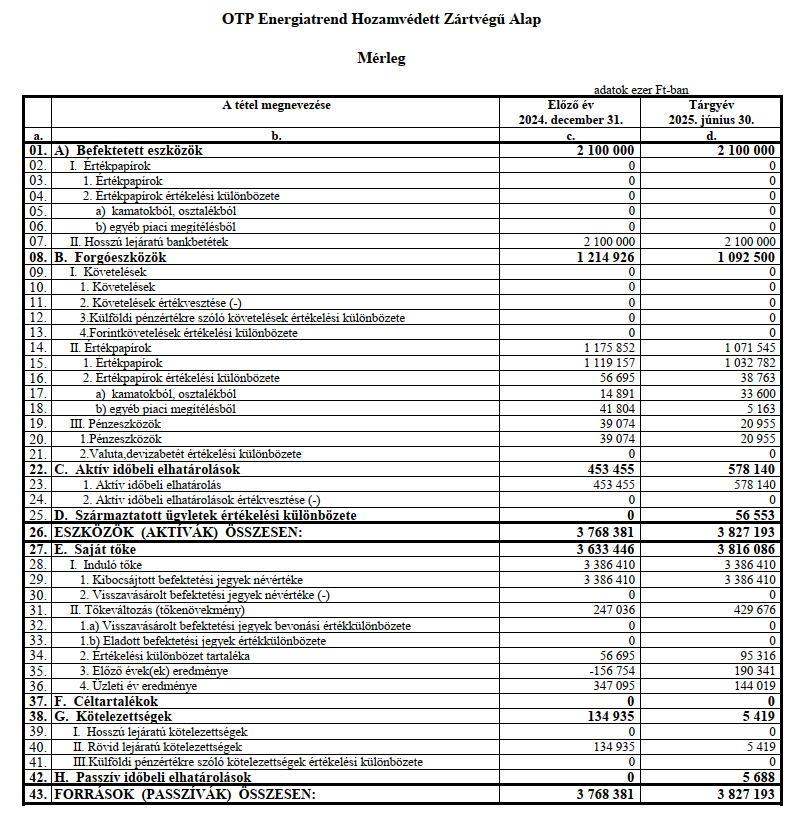 OTP Energiatrend Hozamvédett Zártvégű Alap
Mérleg
adatok ezer Ft-ban
A tétel megnevezése Előző év Tárgyév
2024. december 31. 2025. június 30.
a. b. c. d.
01. A) Befektetett eszközök 2 100 000 2 100 000
02. I. Értékpapírok 0 0
03. 1. Értékpapírok 0 0
04. 2. Értékpapírok értékelési különbözete 0 0
05. a) kamatokból, osztalékból 0 0
06. b) egyéb piaci megítélésből 0 0
07. II. Hosszú lejáratú bankbetétek 2 100 000 2 100 000
08. B. Forgóeszközök 1 214 926 1 092 500
09. I. Követelések 0 0
10. 1. Követelések 0 0
11. 2. Követelések értékvesztése (-) 0 0
12. 3.Külföldi pénzértékre szóló követelések értékelési különbözete 0 0
13. 4.Forintkövetelések értékelési különbözete 0 0
14. II. Értékpapírok 1 175 852 1 071 545
15. 1. Értékpapírok 1 119 157 1 032 782
16. 2. Értékpapírok értékelési különbözete 56 695 38 763
17. a) kamatokból, osztalékból 14 891 33 600
18. b) egyéb piaci megítélésből 41 804 5 163
19. III. Pénzeszközök 39 074 20 955
20. 1.Pénzeszközök 39 074 20 955
21. 2.Valuta,devizabetét értékelési különbözete 0 0
22. C. Aktív időbeli elhatárolások 453 455 578 140
23. 1. Aktív időbeli elhatárolás 453 455 578 140
24. 2. Aktív időbeli elhatárolások értékvesztése (-) 0 0
25. D. Származtatott ügyletek értékelési különbözete 0 56 553
26. ESZKÖZÖK (AKTÍVÁK) ÖSSZESEN: 3 768 381 3 827 193
27. E. Saját tőke 3 633 446 3 816 086
28. I. Induló tőke 3 386 410 3 386 410
29. 1. Kibocsájtott befektetési jegyek névértéke 3 386 410 3 386 410
30. 2. Visszavásárolt befektetési jegyek névértéke (-) 0 0
31. II. Tőkeváltozás (tőkenövekmény) 247 036 429 676
32. 1.a) Visszavásárolt befektetési jegyek bevonási értékkülönbözete 0 0
33. 1.b) Eladott befektetési jegyek értékkülönbözete 0 0
34. 2. Értékelési különbözet tartaléka 56 695 95 316
35. 3. Előző évek(ek) eredménye -156 754 190 341
36. 4. Üzleti év eredménye 347 095 144 019
37. F. Céltartalékok 0 0
38. G. Kötelezettségek 134 935 5 419
39. I. Hosszú lejáratú kötelezettségek 0 0
40. II. Rövid lejáratú kötelezettségek 134 935 5 419
41. III.Külföldi pénzértékre szóló kötelezettségek értékelési különbözete 0 0
42. H. Passzív időbeli elhatárolások 0 5 688
43. FORRÁSOK (PASSZÍVÁK) ÖSSZESEN: 3 768 381 3 827 193